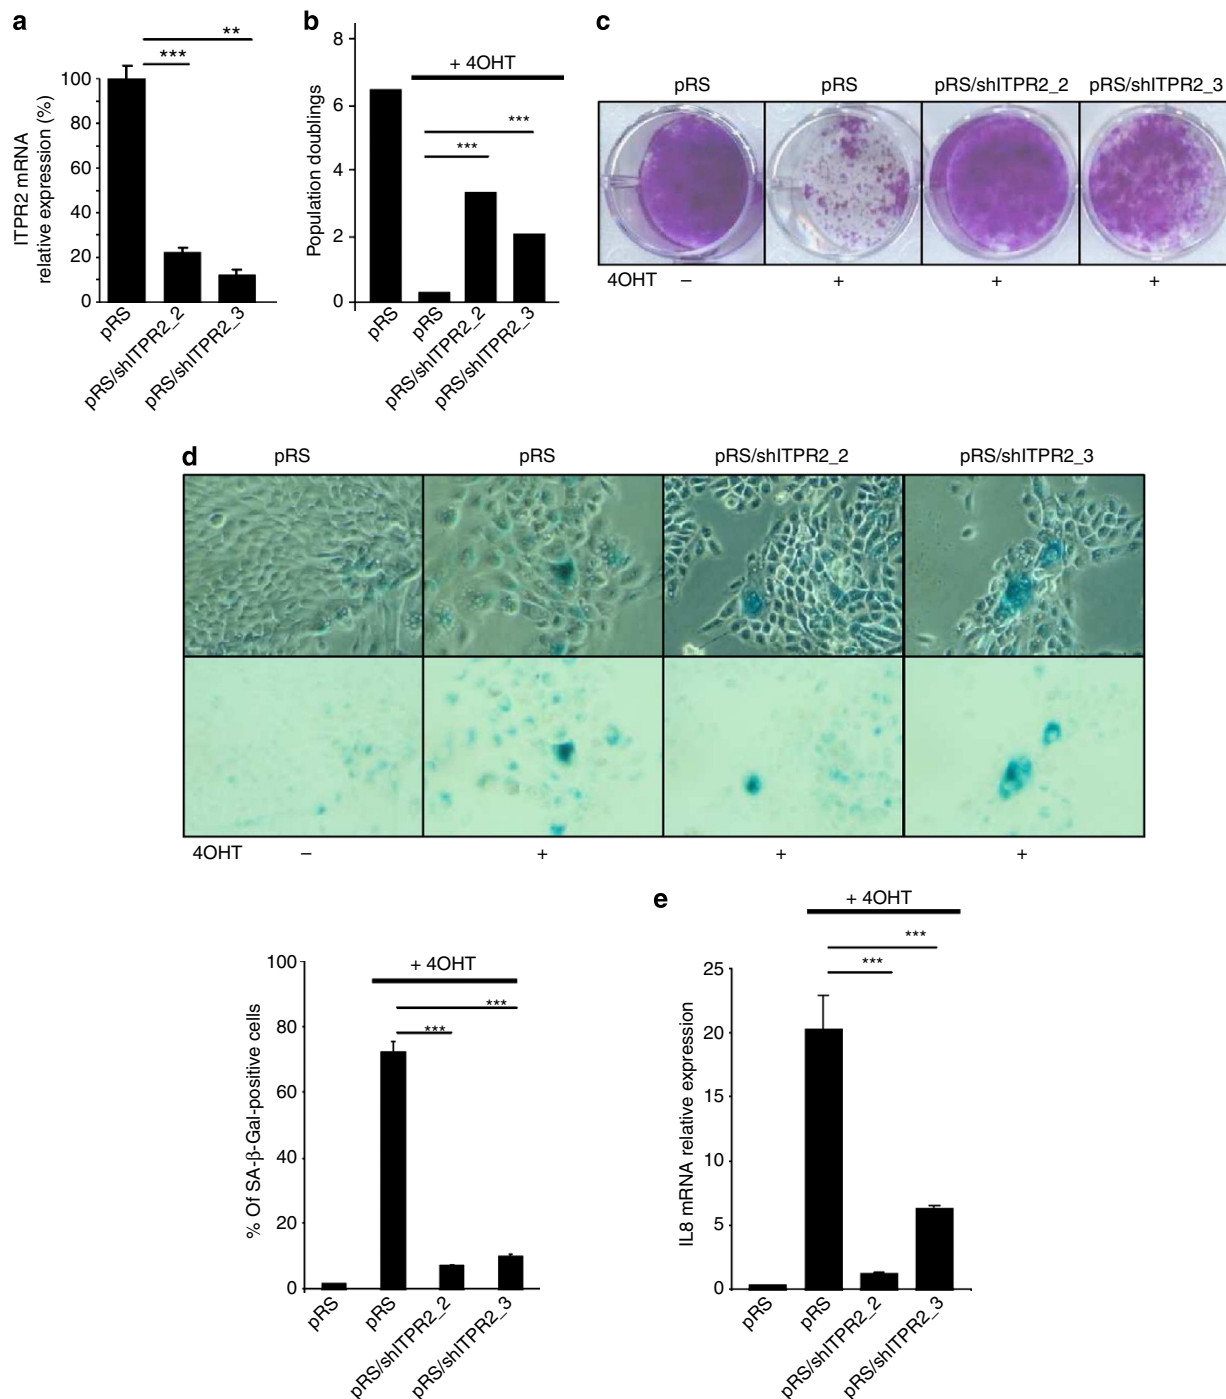 a
**
***
ITPR2 mRNA
relative expression (%)
100
80
60
40
20
0
pRS
pRS/shITPR2_2
pRS/shITPR2_3
b
+ 4OHT
***
***
Population doublings
8
6
4
2
0
pRS
pRS
pRS/shITPR2_2
pRS/shITPR2_3
c
pRS pRS pRS/shITPR2_2 pRS/shITPR2_3
4OHT – + + +
d
pRS pRS pRS/shITPR2_2 pRS/shITPR2_3
4OHT – + + +
+ 4OHT
***
***
% Of SA-β-Gal-positive cells
100
80
60
40
20
0
pRS
pRS
pRS/shITPR2_2
pRS/shITPR2_3
e
+ 4OHT
***
***
IL8 mRNA relative expression
25
20
15
10
5
0
pRS
pRS
pRS/shITPR2_2
pRS/shITPR2_3